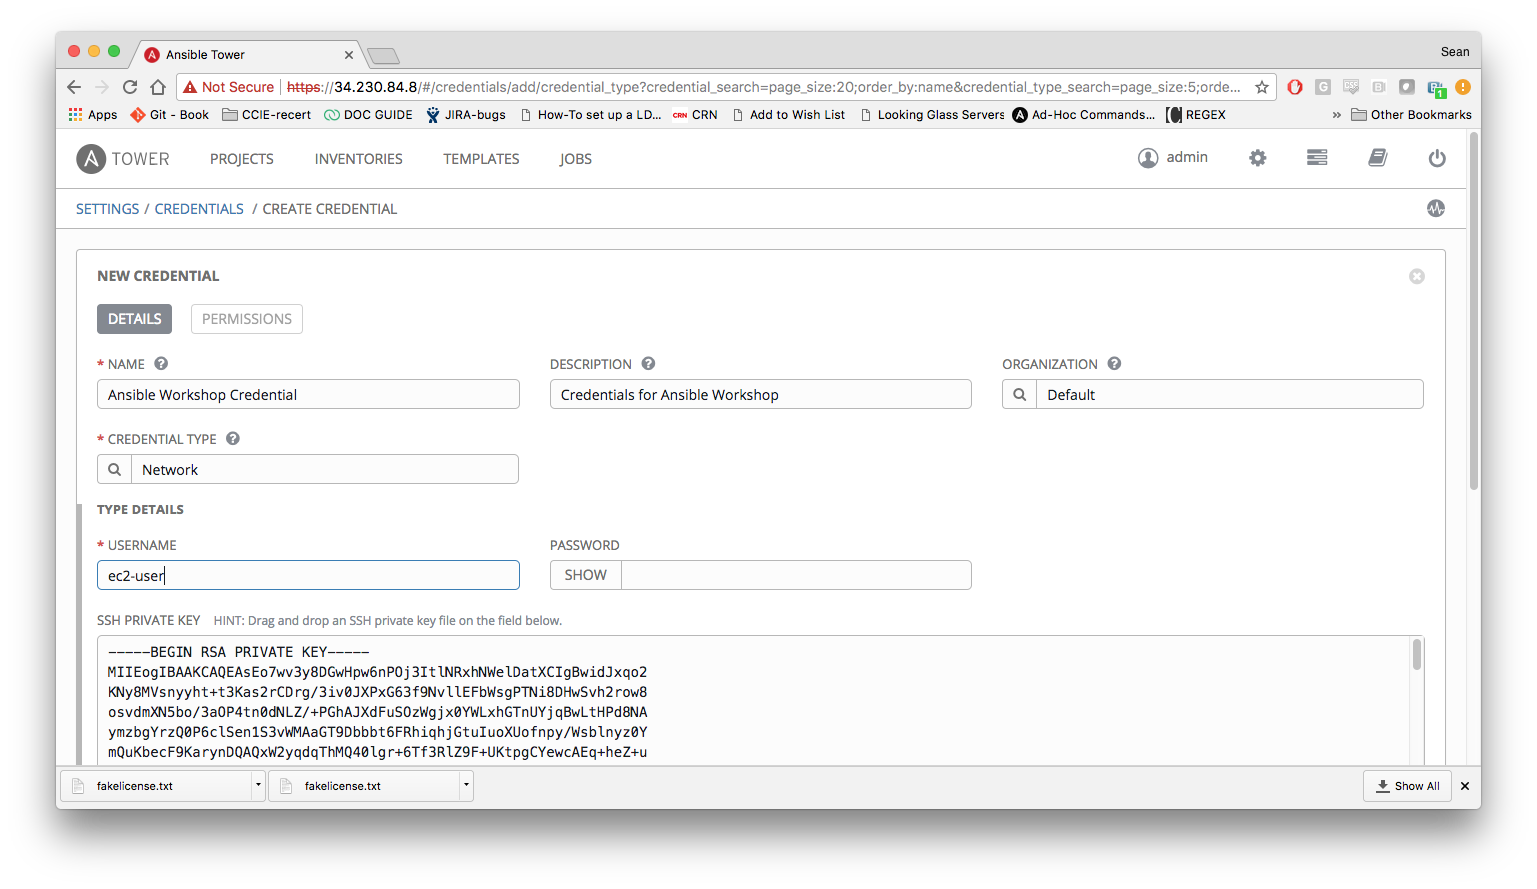 Ansible Tower
Sean
Not Secure https://34.230.84.8/#/credentials/add/credential_type?credential_search=page_size:20;order_by:name&credential_type_search=page_size:5;orde...
Apps Git - Book CCIE-recert DOC GUIDE JIRA-bugs How-To set up a LD... CRN CRN Add to Wish List Looking Glass Servers Ad-Hoc Commands... REGEX » Other Bookmarks
A TOWER PROJECTS INVENTORIES TEMPLATES JOBS admin
SETTINGS / CREDENTIALS / CREATE CREDENTIAL
NEW CREDENTIAL
DETAILS PERMISSIONS
* NAME ? DESCRIPTION ? ORGANIZATION ?
Ansible Workshop Credential Credentials for Ansible Workshop Default
* CREDENTIAL TYPE ?
Network
TYPE DETAILS
* USERNAME PASSWORD
ec2-user SHOW
SSH PRIVATE KEY HINT: Drag and drop an SSH private key file on the field below.
-----BEGIN RSA PRIVATE KEY-----
MIIEogIBAAKCAQEAsEo7wv3y8DGwHpw6nPOj3ItlNRxhNWelDatXCIgBwidJxqo2
KNy8MVsnyyht+t3Kas2rCDrg/3iv0JXPxG63f9NvllEFbWsgPTNi8DHwSvh2row8
osvdmXN5bo/3aOP4tn0dNLZ/+PGhAJXdFuSOzWgjx0YWLxhGTnUYjqBwLtHPd8NA
ymzbgYrzQ0P6clSen1S3vWMAaGT9Dbbbt6FRhiqhjGtuIuoXUofnpy/Wsblnyz0Y
mQuKbecF9KarynDQAQxW2yqdqThMQ40lgr+6Tf3RlZ9F+UKtpgCYewcAEq+heZ+u
fakelicense.txt fakelicense.txt Show All